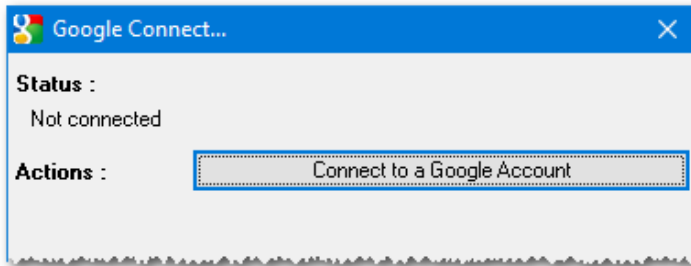 Google Connect...
Status :
Not connected
Actions :
Connect to a Google Account